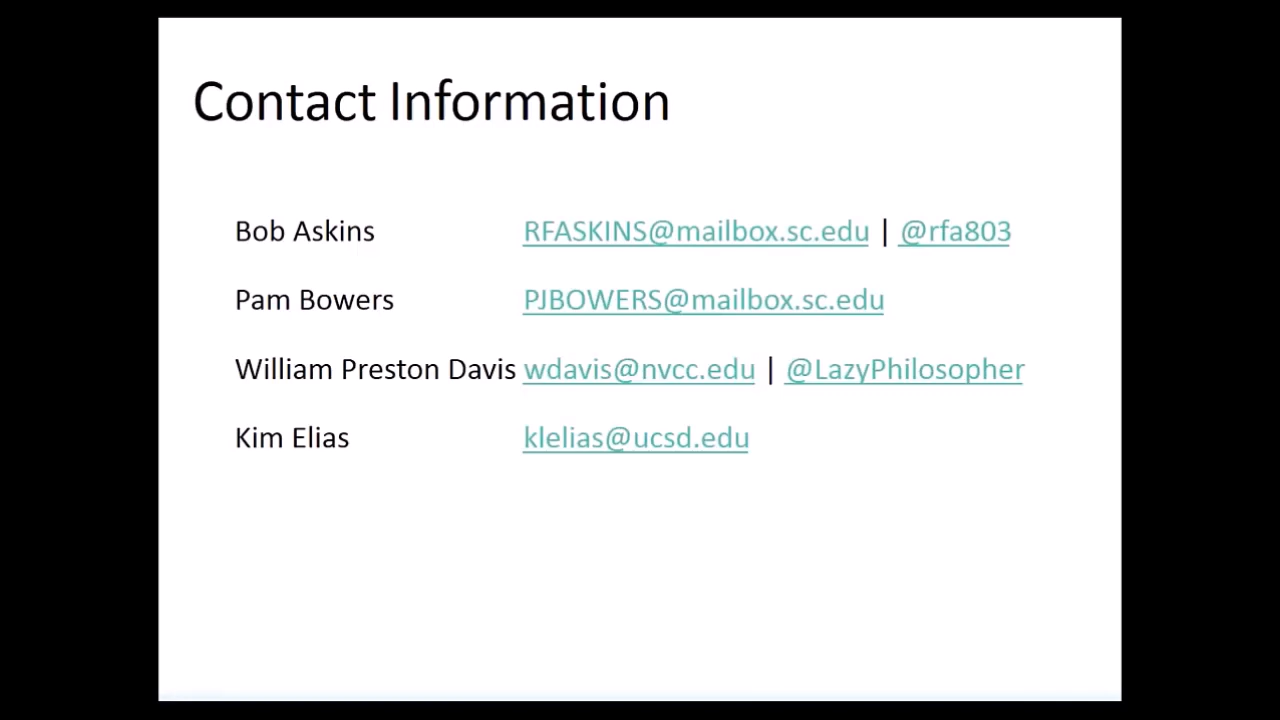 Contact Information
Bob Askins RFASKINS@mailbox.sc.edu | @rfa803
Pam Bowers PJBOWERS@mailbox.sc.edu
William Preston Davis wdavis@nvcc.edu | @LazyPhilosopher
Kim Elias klelias@ucsd.edu